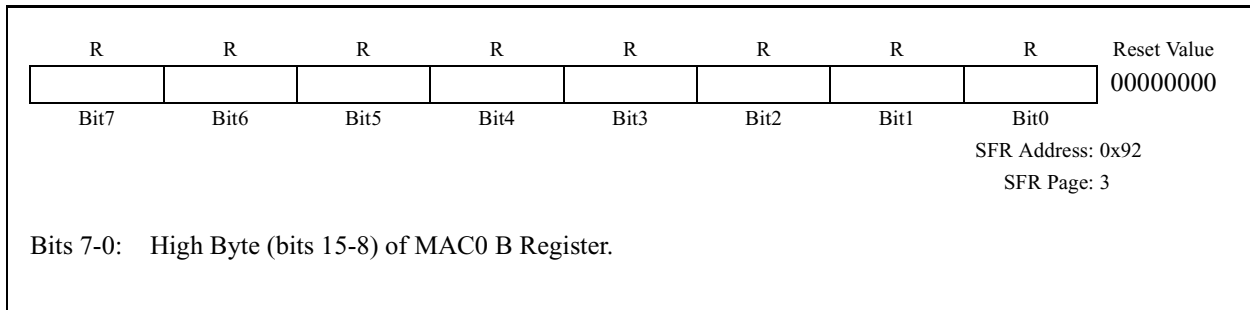 R R R R R R R R Reset Value
00000000
Bit7 Bit6 Bit5 Bit4 Bit3 Bit2 Bit1 Bit0
SFR Address: 0x92
SFR Page: 3
Bits 7-0: High Byte (bits 15-8) of MAC0 B Register.